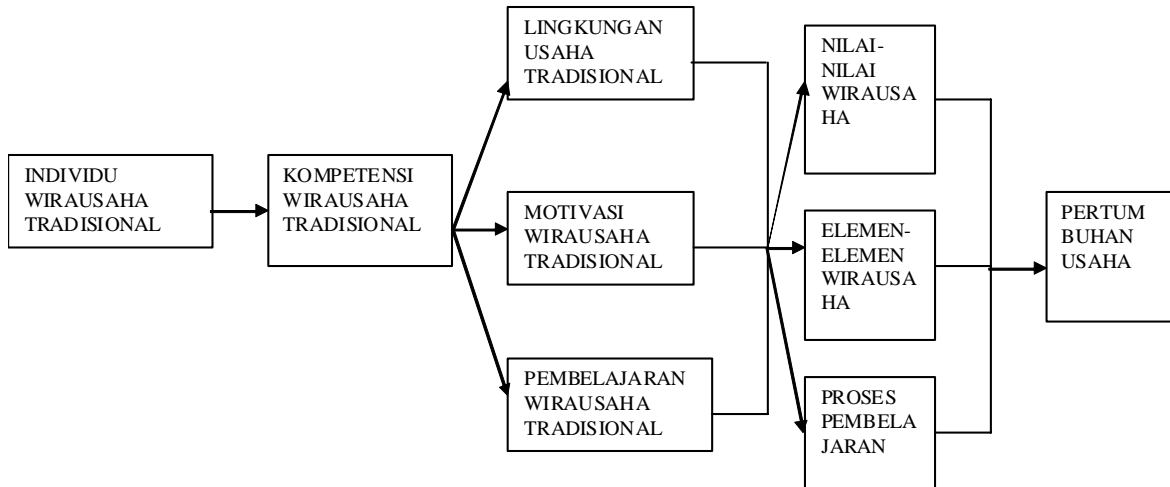 INDIVIDU
WIRAUSAHA
TRADISIONAL
KOMPETENSI
WIRAUSAHA
TRADISIONAL
LINGKUNGAN
USAHA
TRADISIONAL
MOTIVASI
WIRAUSAHA
TRADISIONAL
PEMBELAJARAN
WIRAUSAHA
TRADISIONAL
NILAI-
NILAI
WIRAUSA
HA
ELEMEN-
ELEMEN
WIRAUSA
HA
PROSES
PEMBELA
JARAN
PERTUM
BUHAN
USAHA